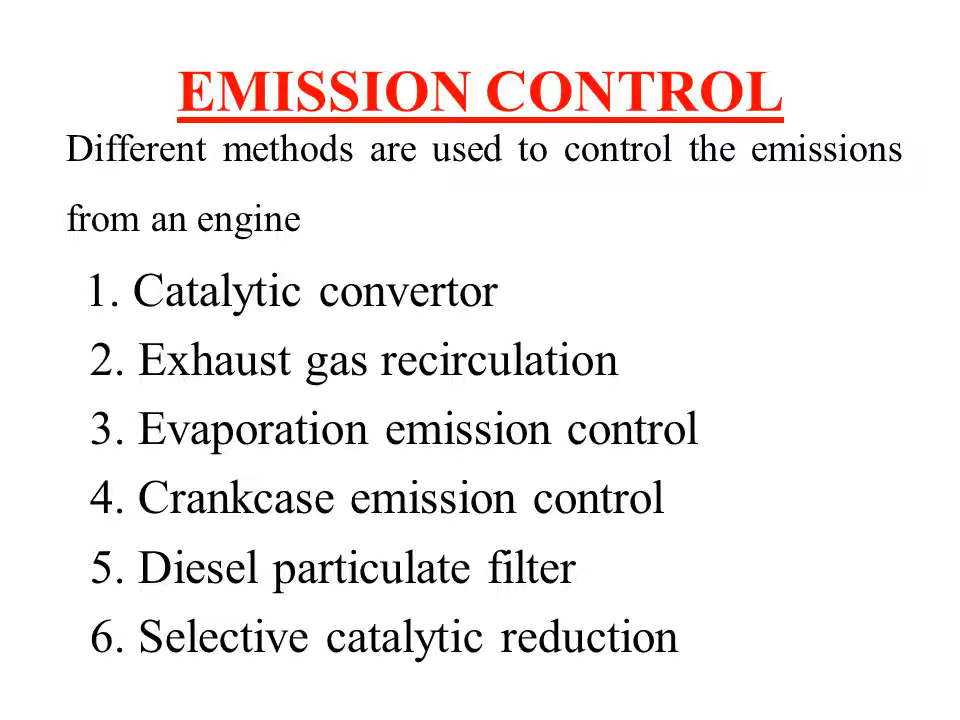 EMISSION CONTROL
Different methods are used to control the emissions
from an engine
1. Catalytic convertor
2. Exhaust gas recirculation
3. Evaporation emission control
4. Crankcase emission control
5. Diesel particulate filter
6. Selective catalytic reduction